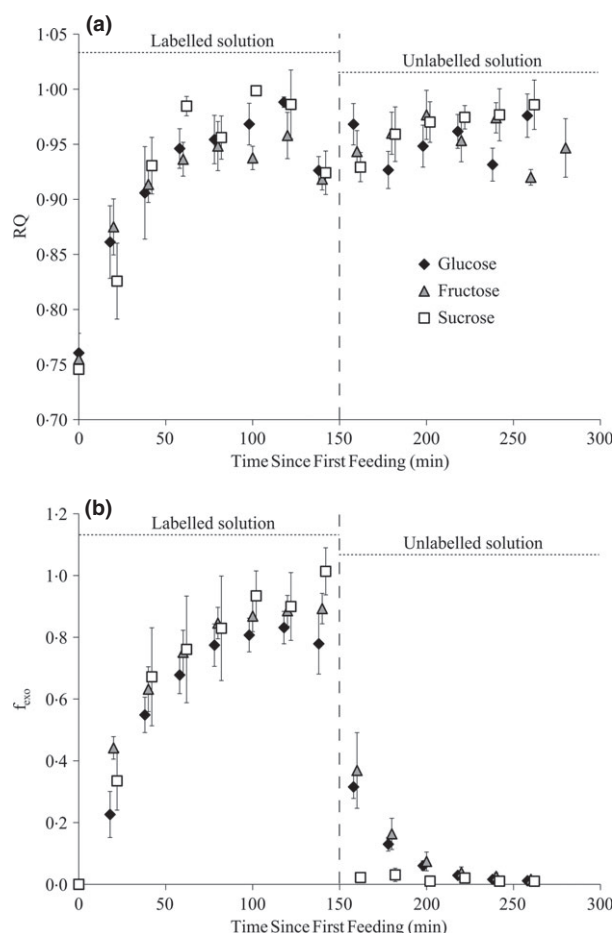 (a)
Labelled solution
Unlabelled solution
1·05
1·00
0·95
0·90
0·85
0·80
0·75
0·70
RQ
Glucose
Fructose
Sucrose
0 50 100 150 200 250 300
Time Since First Feeding (min)
(b)
Labelled solution
Unlabelled solution
1·2
1·0
0·8
0·6
0·4
0·2
0·0
fexo
0 50 100 150 200 250 300
Time Since First Feeding (min)